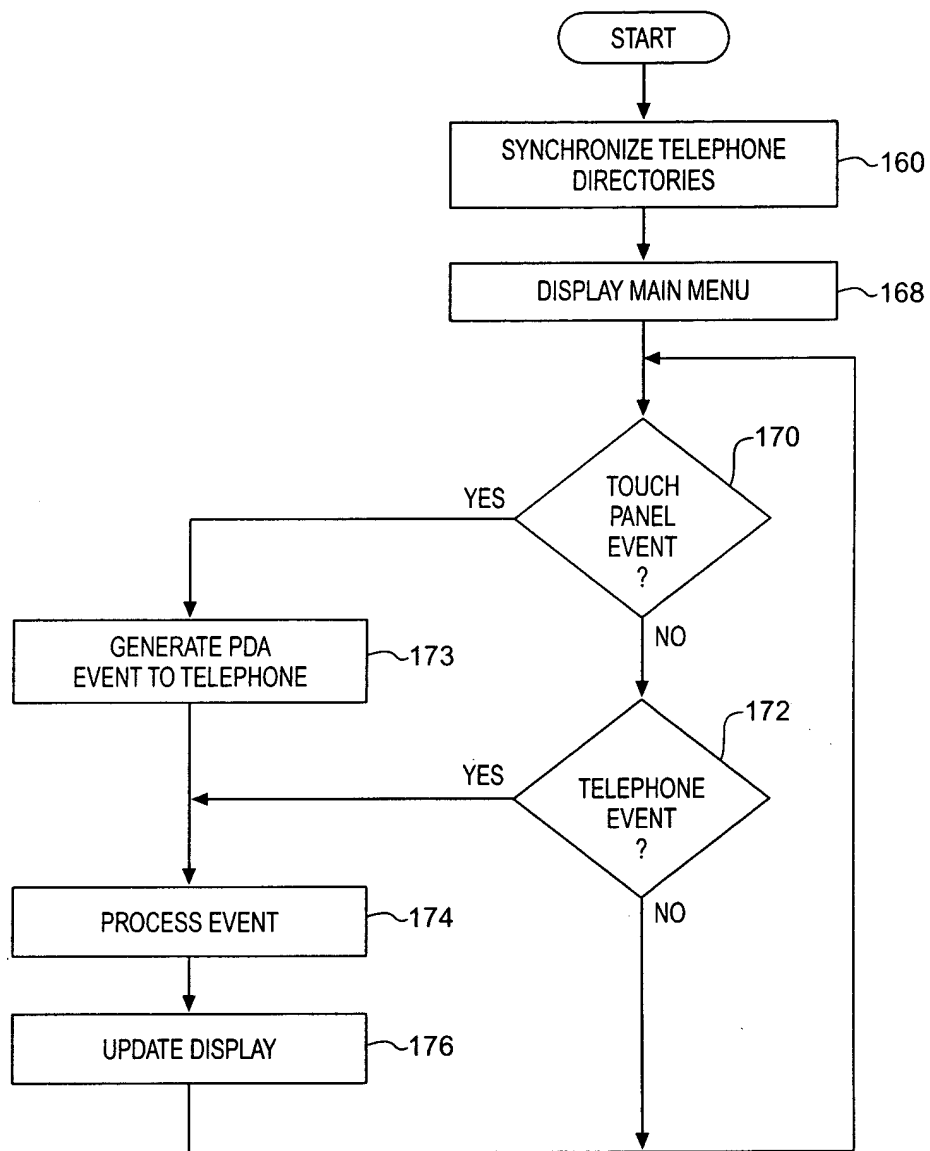 START
SYNCHRONIZE TELEPHONE
DIRECTORIES
160
DISPLAY MAIN MENU
168
170
TOUCH
PANEL
EVENT
?
YES
NO
GENERATE PDA
EVENT TO TELEPHONE
173
172
YES
TELEPHONE
EVENT
?
NO
PROCESS EVENT
174
UPDATE DISPLAY
176